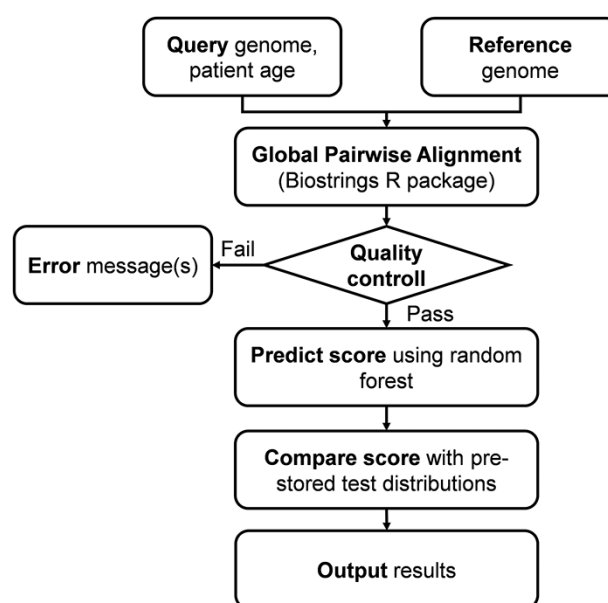 Query genome,
patient age
Reference
genome
Global Pairwise Alignment
(Biostrings R package)
Quality
controll
Fail
Error message(s)
Pass
Predict score using random
forest
Compare score with pre-
stored test distributions
Output results